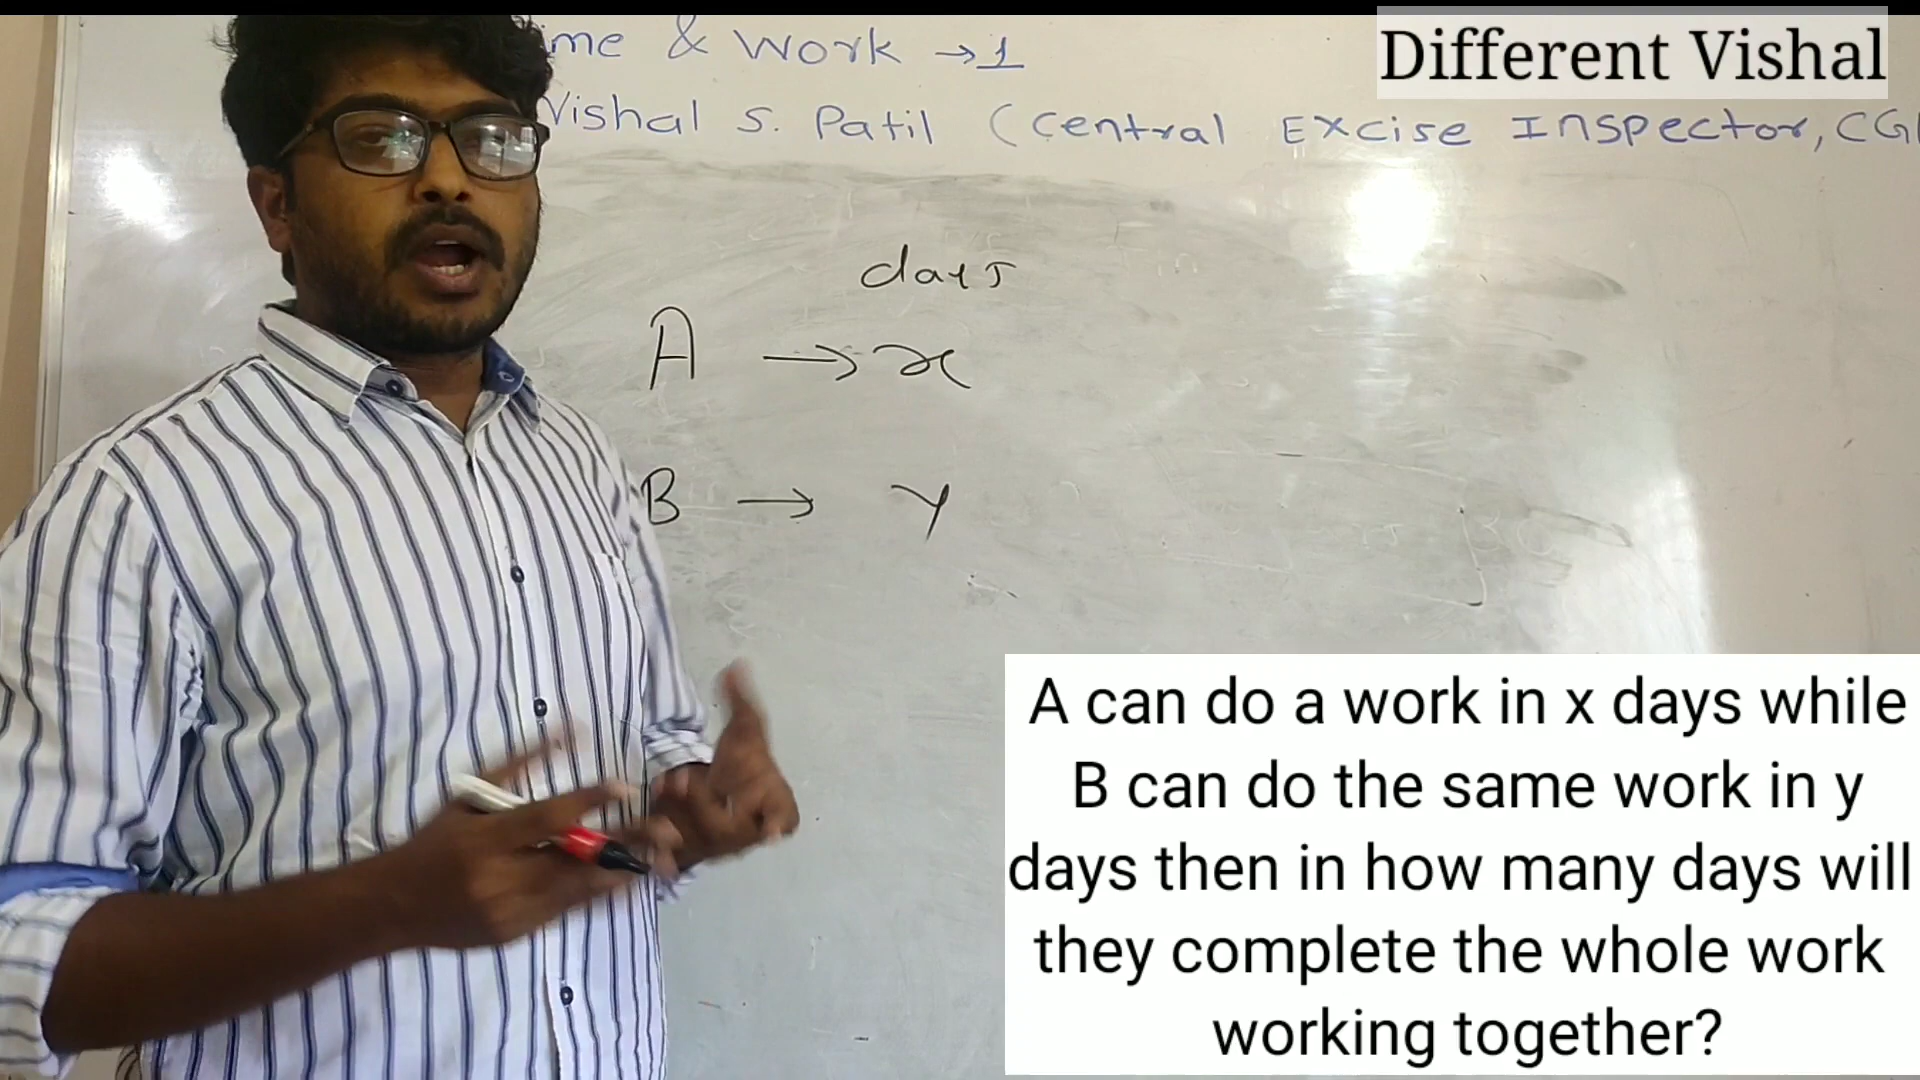 ime & Work → 1
Different Vishal
Vishal S. Patil (Central Excise Inspector, CG
days
A → x
B → y
A can do a work in x days while
B can do the same work in y
days then in how many days will
they complete the whole work
working together?